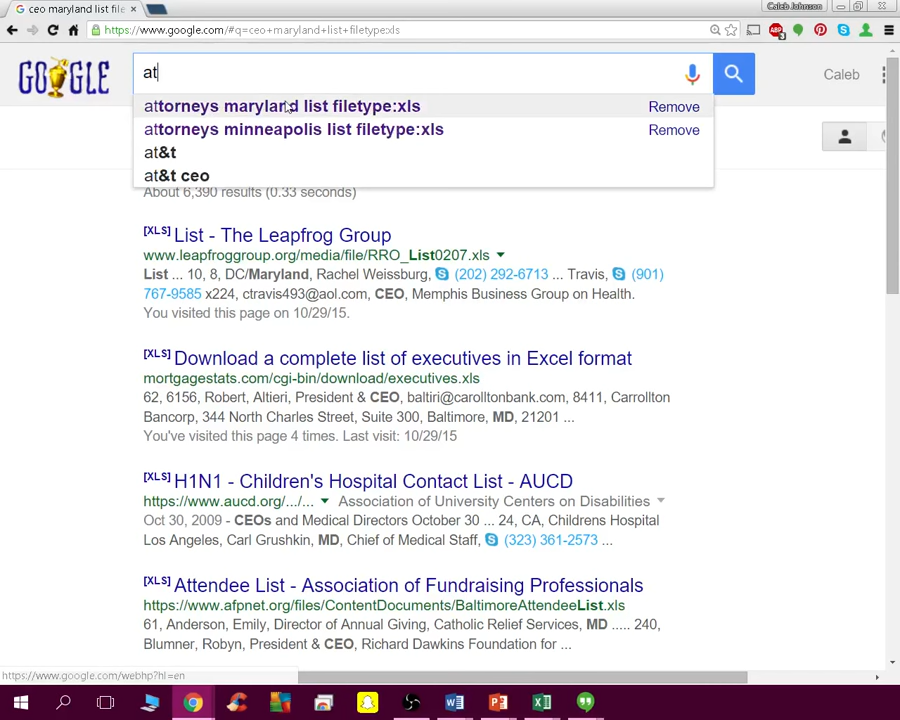 ceo maryland list file
Caleb Johnson
https://www.google.com/#q=ceo+maryland+list+filetype:xls
GOOGLE
at
Caleb
attorneys maryland list filetype:xls Remove
attorneys minneapolis list filetype:xls Remove
at&t
at&t ceo
About 6,390 results (0.33 seconds)
[XLS] List - The Leapfrog Group
www.leapfroggroup.org/media/file/RRO_List0207.xls
List ... 10, 8, DC/Maryland, Rachel Weissburg, (202) 292-6713 ... Travis, (901)
767-9585 x224, ctravis493@aol.com, CEO, Memphis Business Group on Health.
You visited this page on 10/29/15.
[XLS] Download a complete list of executives in Excel format
mortgagestats.com/cgi-bin/download/executives.xls
62, 6156, Robert, Altieri, President & CEO, baltiri@carolltonbank.com, 8411, Carrollton
Bancorp, 344 North Charles Street, Suite 300, Baltimore, MD, 21201 ...
You've visited this page 4 times. Last visit: 10/29/15
[XLS] H1N1 - Children's Hospital Contact List - AUCD
https://www.aucd.org/.../... Association of University Centers on Disabilities
Oct 30, 2009 - CEOs and Medical Directors October 30 ... 24, CA, Childrens Hospital
Los Angeles, Carl Grushkin, MD, Chief of Medical Staff, (323) 361-2573 ...
[XLS] Attendee List - Association of Fundraising Professionals
https://www.afpnet.org/files/ContentDocuments/BaltimoreAttendeeList.xls
61, Anderson, Emily, Director of Annual Giving, Catholic Relief Services, MD ..... 240,
Blumner, Robyn, President & CEO, Richard Dawkins Foundation for ...
https://www.google.com/webhp?hl=en